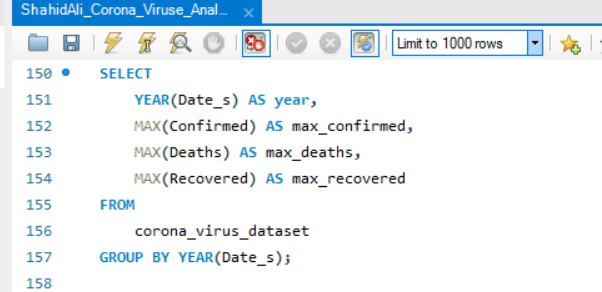 ShahidAli_Corona_Viruse_Anal...
Limit to 1000 rows
150 SELECT
151 YEAR(Date_s) AS year,
152 MAX(Confirmed) AS max_confirmed,
153 MAX(Deaths) AS max_deaths,
154 MAX(Recovered) AS max_recovered
155 FROM
156 corona_virus_dataset
157 GROUP BY YEAR(Date_s);
158